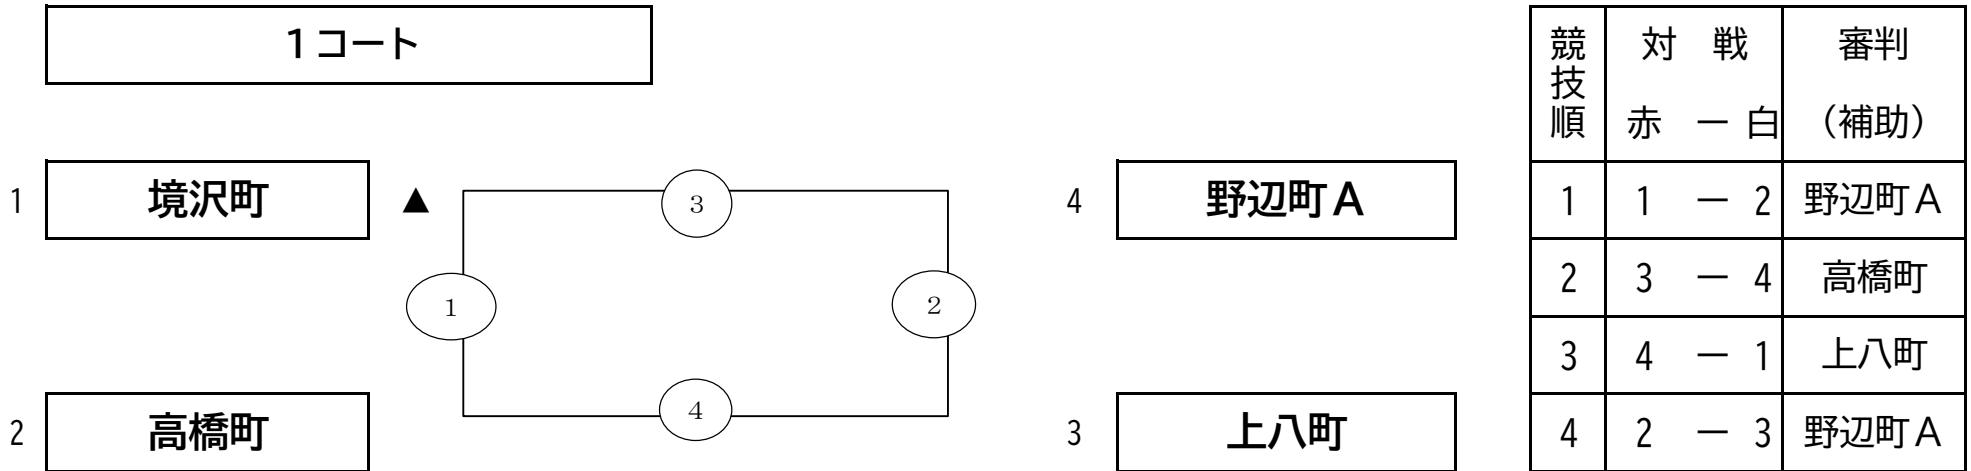 1コート
1 境沢町 ▲ ③ 4 野辺町A
① ②
2 高橋町 ④ 3 上八町
競技順 対 戦 審判
赤 ー 白 (補助)
1 1 ー 2 野辺町A
2 3 ー 4 高橋町
3 4 ー 1 上八町
4 2 ー 3 野辺町A